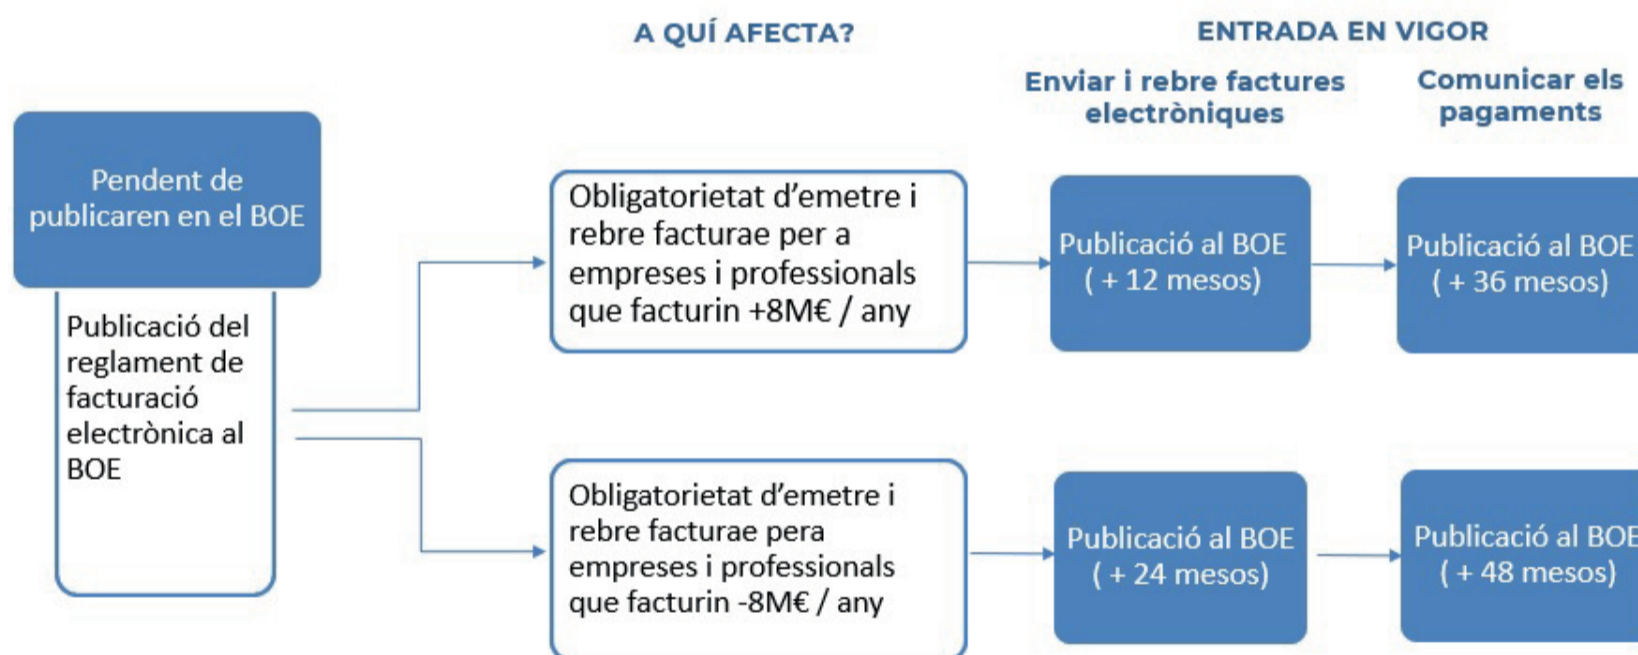 A QUÍ AFECTA?
ENTRADA EN VIGOR
Enviar i rebre factures
electròniques
Comunicar els
pagaments
Pendent de
publicaren en el BOE
Publicació del
reglament de
facturació
electrònica al
BOE
Obligatorietat d’emetre i
rebre facturae per a
empreses i professionals
que facturin +8M€ / any
Publicació al BOE
( + 12 mesos)
Publicació al BOE
( + 36 mesos)
Obligatorietat d’emetre i
rebre facturae pera
empreses i professionals
que facturin -8M€ / any
Publicació al BOE
( + 24 mesos)
Publicació al BOE
( + 48 mesos)